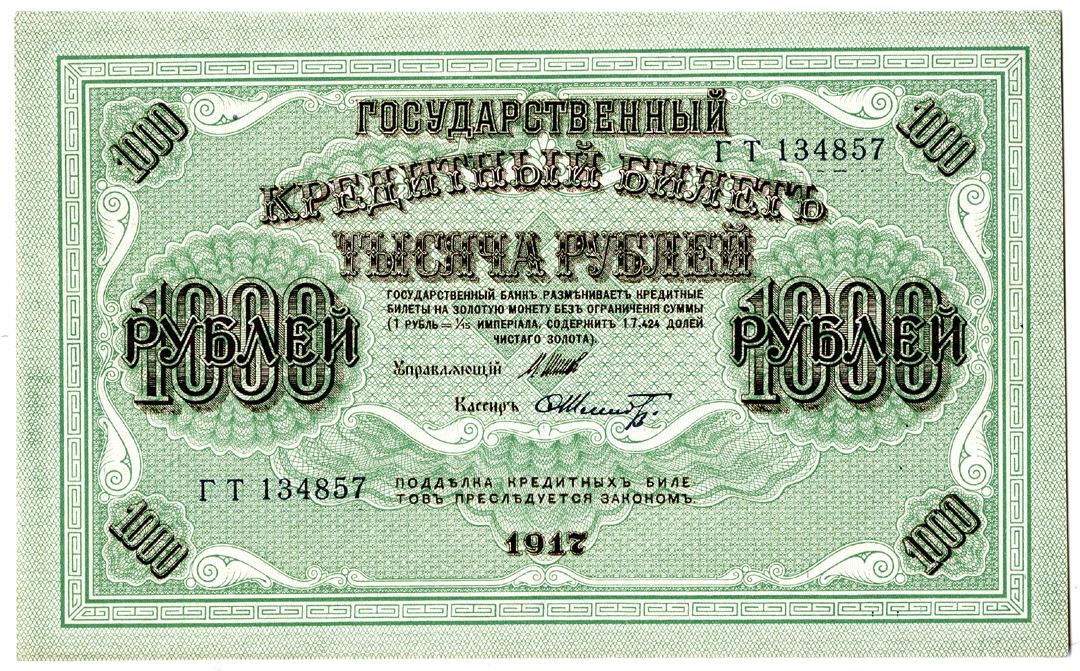 1000
1000
ГОСУДАРСТВЕННЫЙ
ГТ 134857
КРЕДИТНЫЙ БИЛЕТЪ
ТЫСЯЧА РУБЛЕЙ
1000
РУБЛЕЙ
1000
РУБЛЕЙ
ГОСУДАРСТВЕННЫЙ БАНКЪ РАЗМѢНИВАЕТЪ КРЕДИТНЫЕ
БИЛЕТЫ НА ЗОЛОТУЮ МОНЕТУ БЕЗЪ ОГРАНИЧЕНІЯ СУММЫ
(1 РУБЛЬ = 1/15 ИМПЕРІАЛА, СОДЕРЖИТЪ 17,424 ДОЛЕЙ
ЧИСТАГО ЗОЛОТА).
Управляющій
Кассиръ
ГТ 134857
ПОДДѢЛКА КРЕДИТНЫХЪ БИЛЕ-
ТОВЪ ПРЕСЛѢДУЕТСЯ ЗАКОНОМЪ.
1000
1000
1917